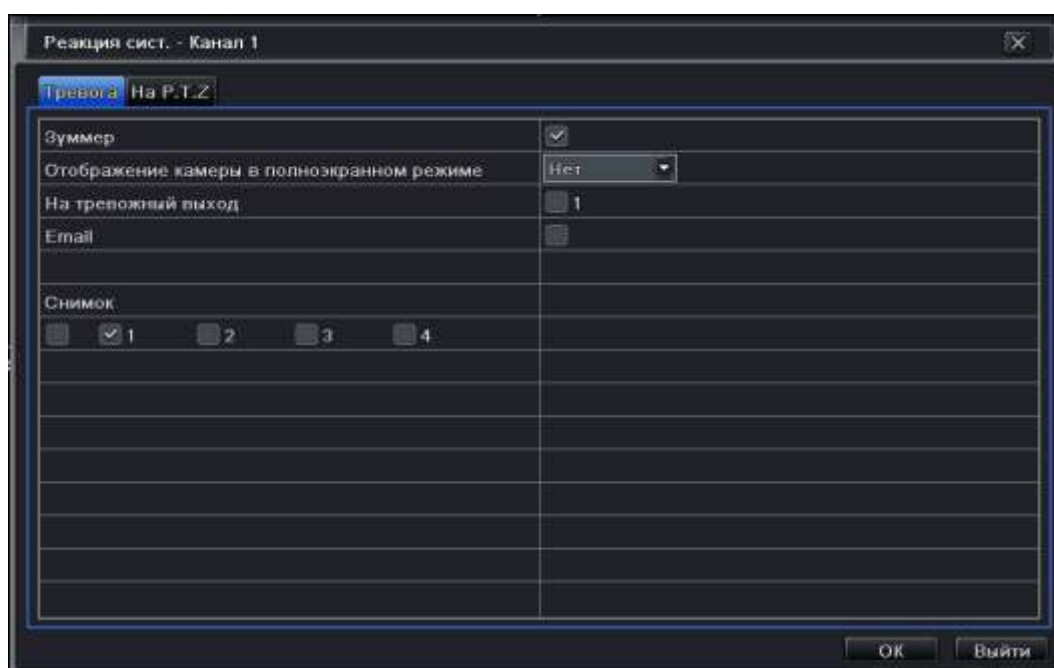 Реакция сист. - Канал 1
Тревога На P.T.Z
Зуммер
Отображение камеры в полноэкранном режиме Нет
На тревожный выход 1
Email
Снимок
1 2 3 4
ОК Выйти